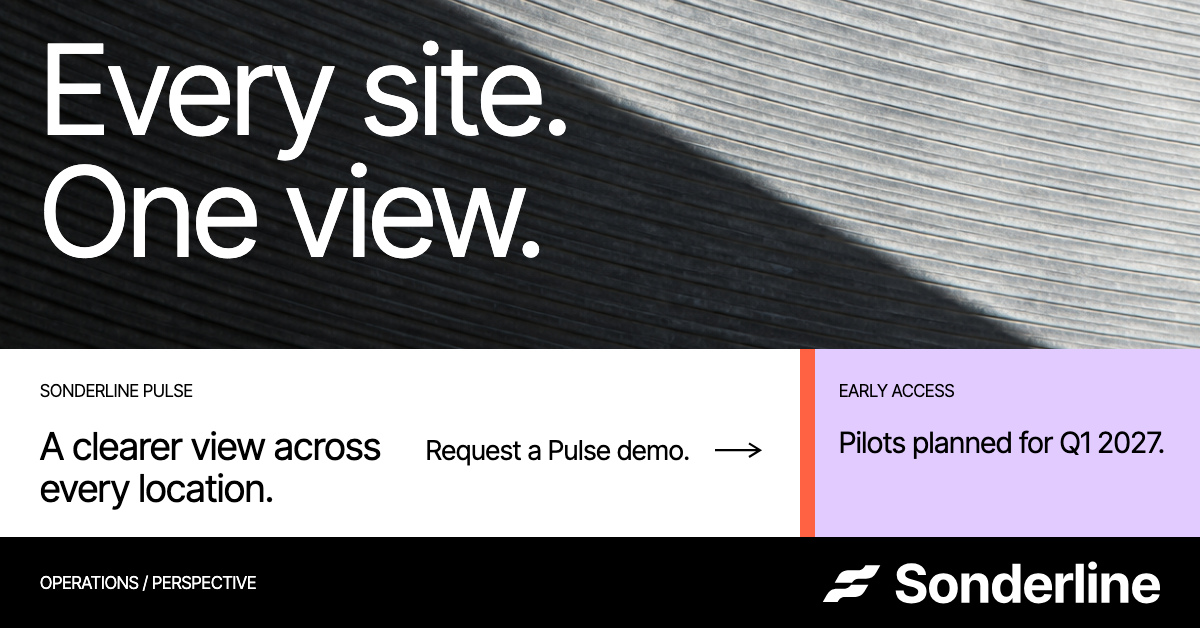 Every site.
One view.
SONDERLINE PULSE
A clearer view across
every location.
Request a Pulse demo.
EARLY ACCESS
Pilots planned for Q1 2027.
OPERATIONS / PERSPECTIVE
Sonderline